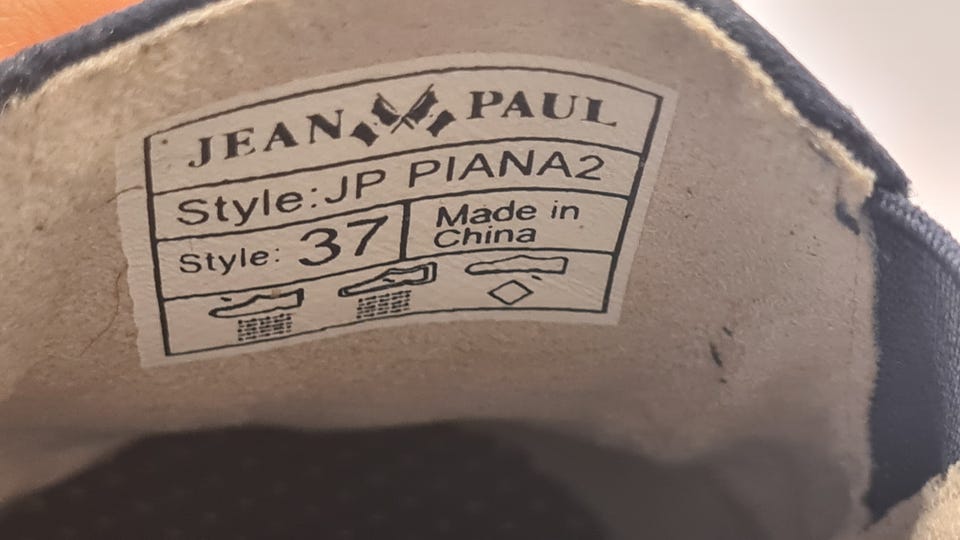 JEAN PAUL
Style:JP PIANA2
Style: 37
Made in
China